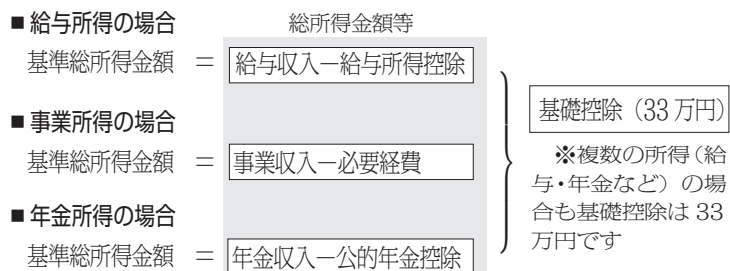 ■給与所得の場合
総所得金額等
基準総所得金額 = 給与収入ー給与所得控除
■事業所得の場合
基準総所得金額 = 事業収入ー必要経費
■年金所得の場合
基準総所得金額 = 年金収入ー公的年金控除
基礎控除（33万円）
※複数の所得（給
与・年金など）の場
合も基礎控除は33
万円です